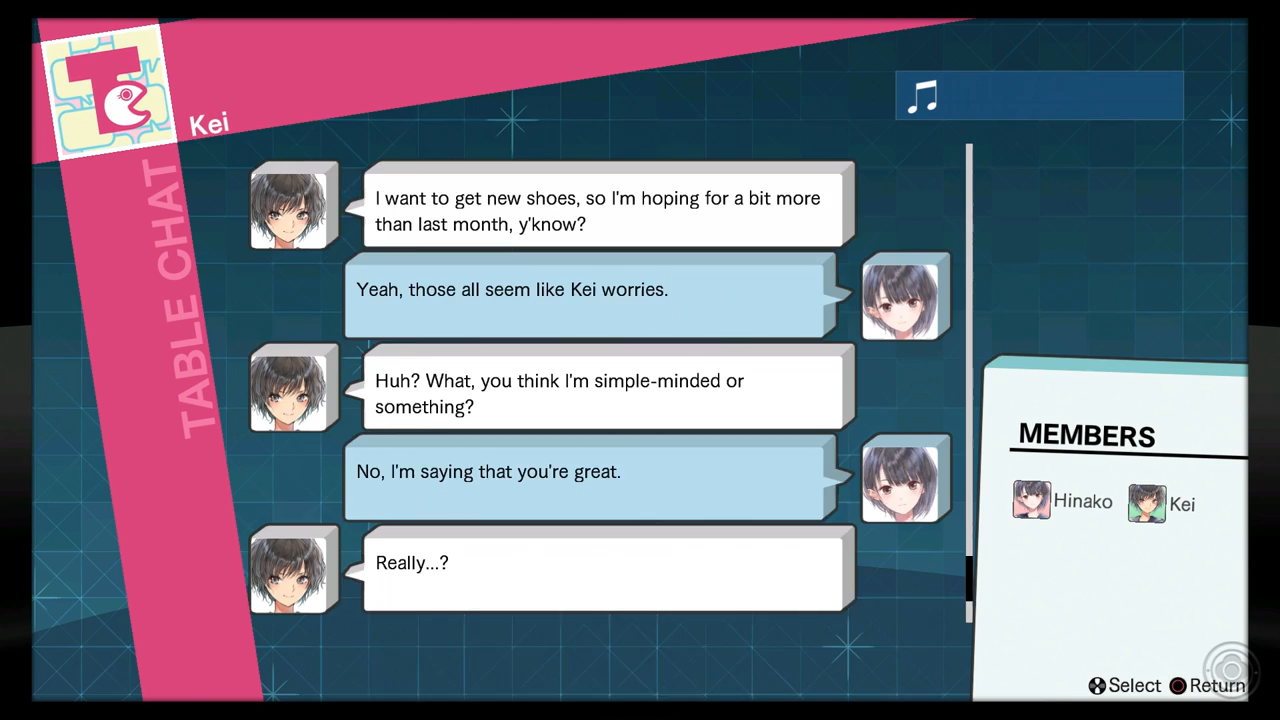 Kei
TABLE CHAT
I want to get new shoes, so I'm hoping for a bit more
than last month, y'know?
Yeah, those all seem like Kei worries.
Huh? What, you think I'm simple-minded or
something?
No, I'm saying that you're great.
Really...?
MEMBERS
Hinako Kei
Select Return